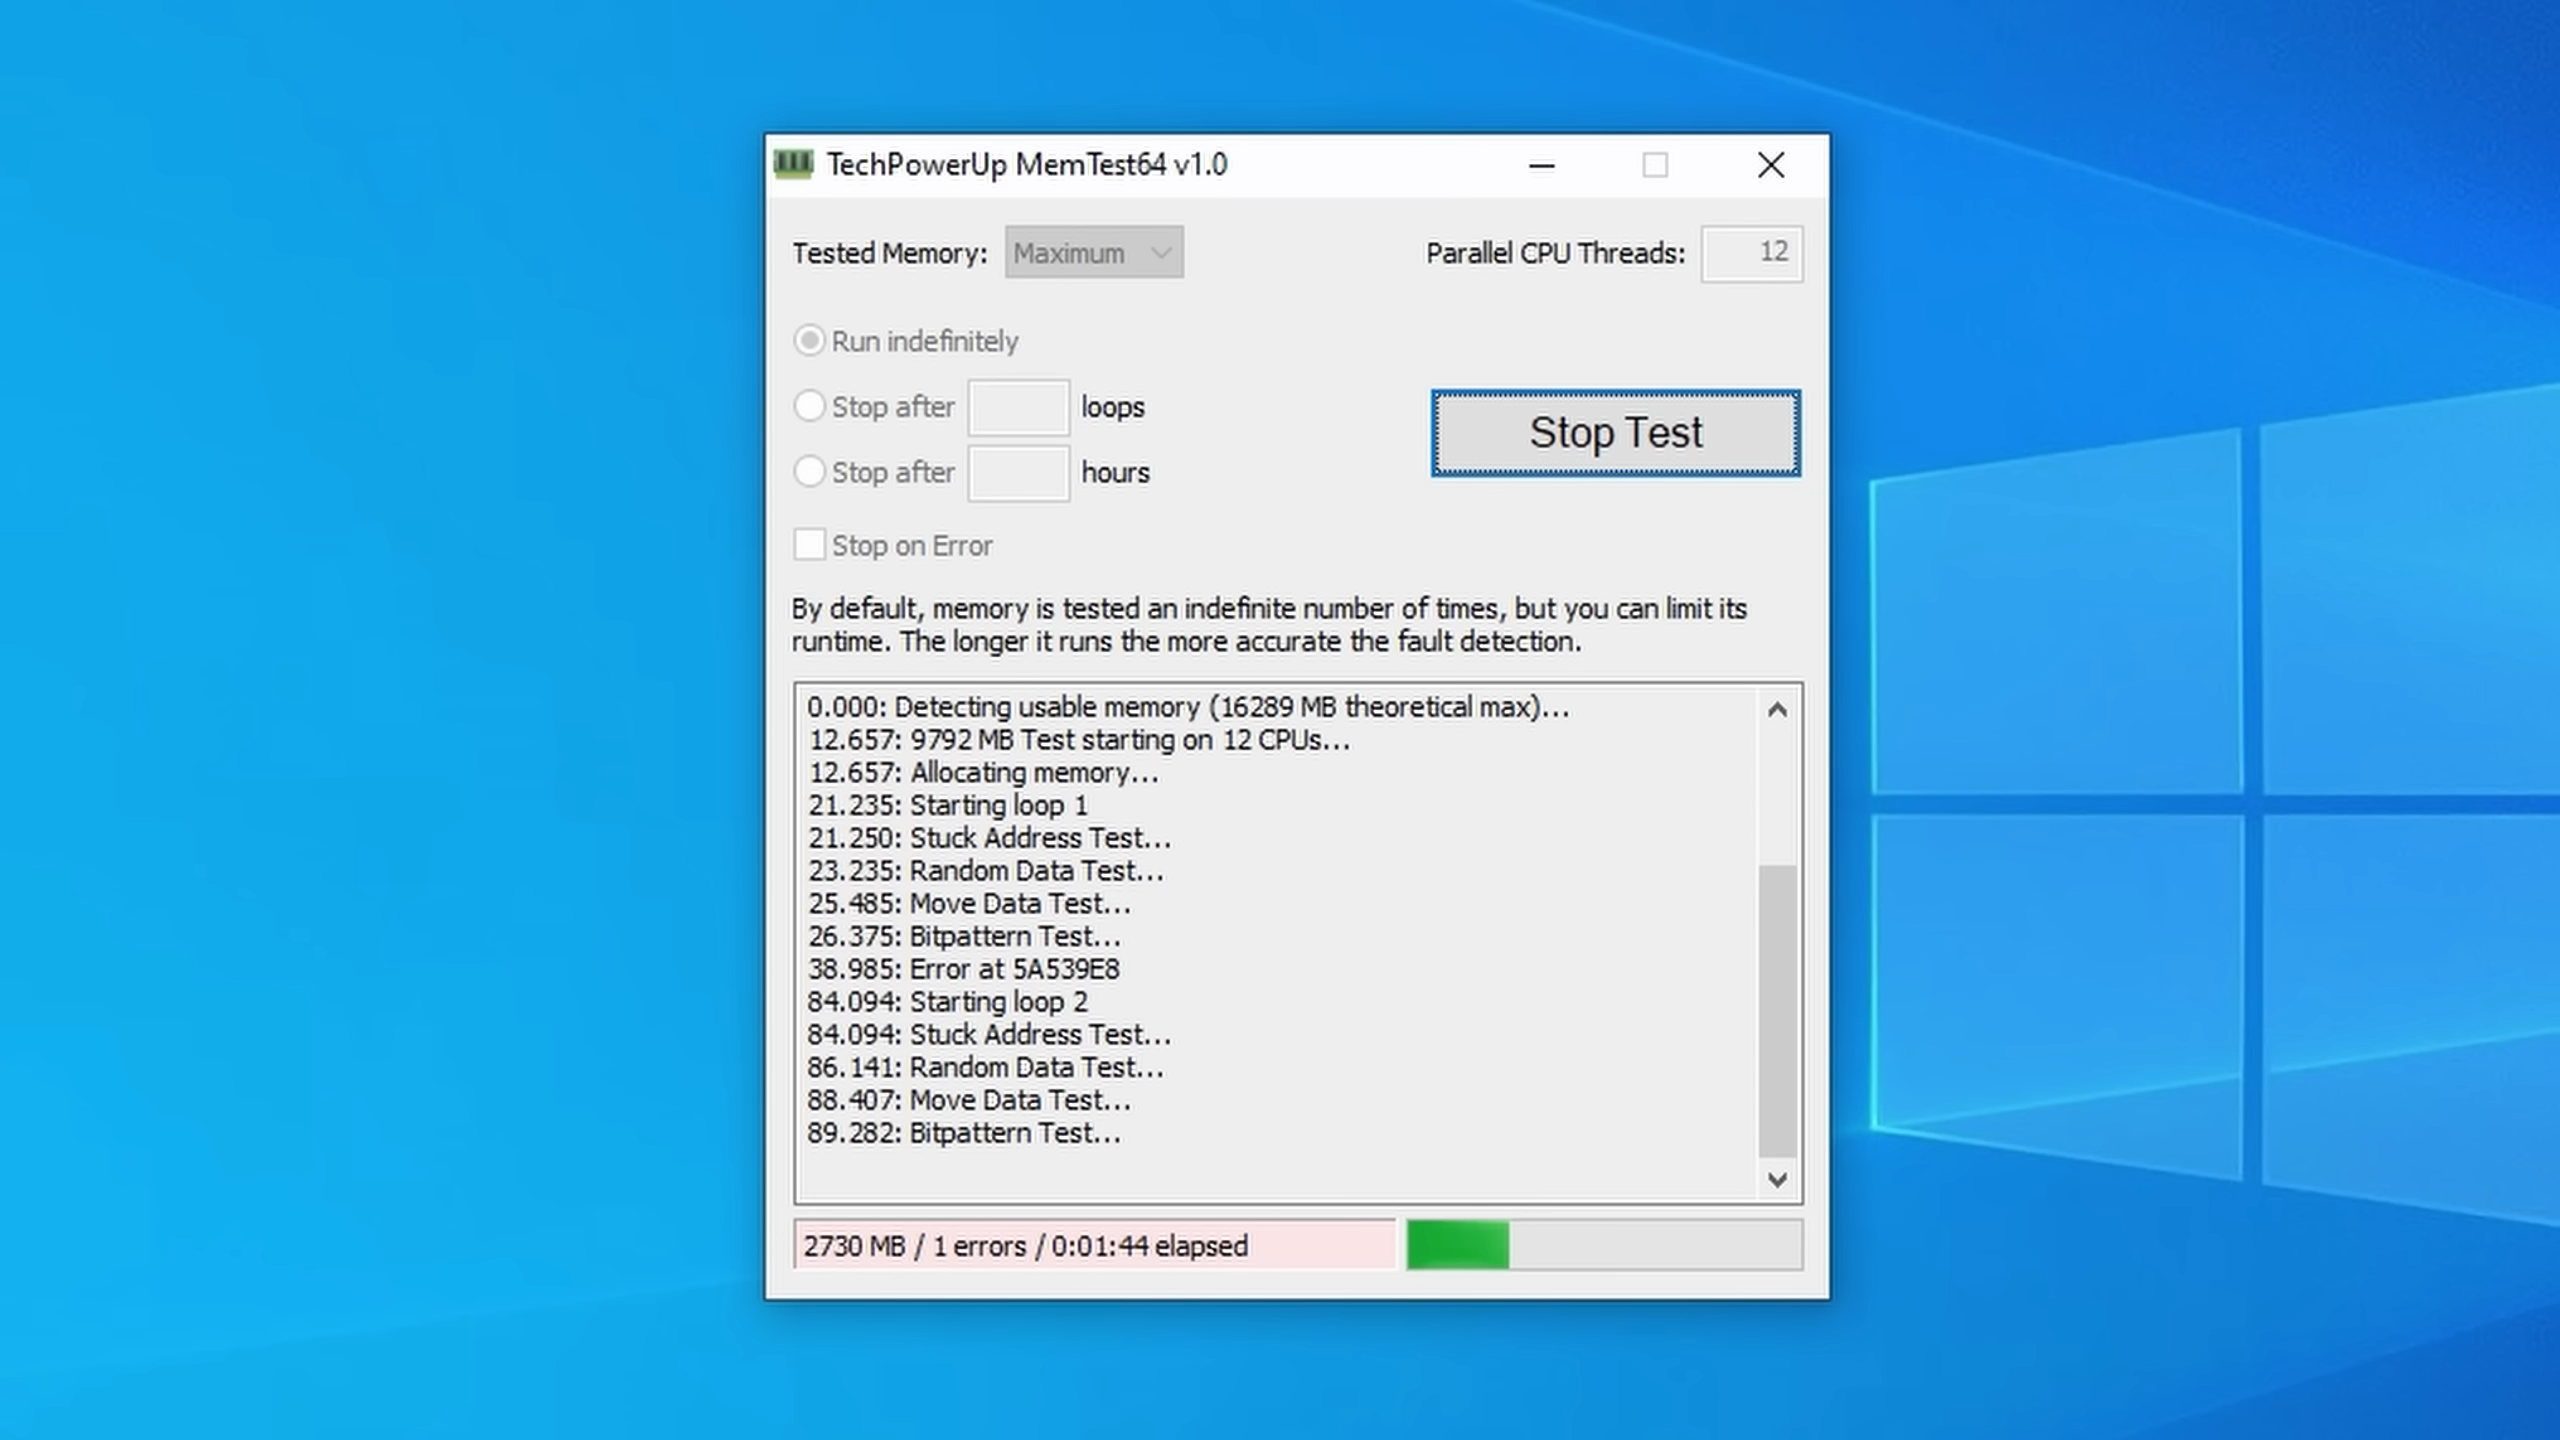 TechPowerUp MemTest64 v1.0
Tested Memory: Maximum
Parallel CPU Threads: 12
Run indefinitely
Stop after loops
Stop after hours
Stop Test
Stop on Error
By default, memory is tested an indefinite number of times, but you can limit its
runtime. The longer it runs the more accurate the fault detection.
0.000: Detecting usable memory (16289 MB theoretical max)...
12.657: 9792 MB Test starting on 12 CPUs...
12.657: Allocating memory...
21.235: Starting loop 1
21.250: Stuck Address Test...
23.235: Random Data Test...
25.485: Move Data Test...
26.375: Bitpattern Test...
38.985: Error at 5A539E8
84.094: Starting loop 2
84.094: Stuck Address Test...
86.141: Random Data Test...
88.407: Move Data Test...
89.282: Bitpattern Test...
2730 MB / 1 errors / 0:01:44 elapsed